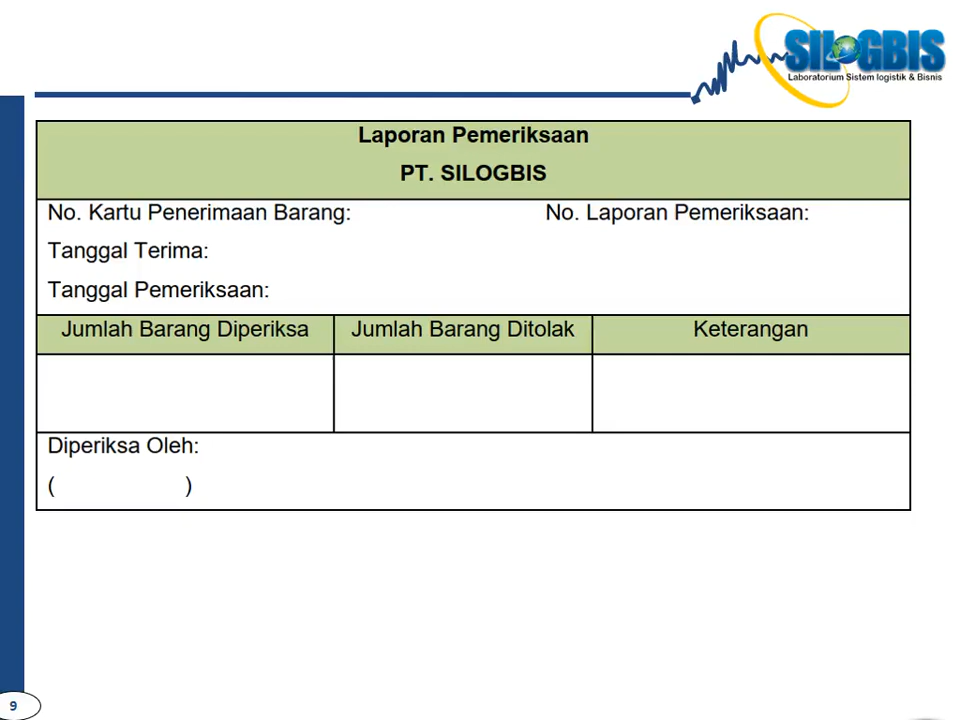 SILOGBIS
Laboratorium Sistem logistik & Bisnis
Laporan Pemeriksaan
PT. SILOGBIS
No. Kartu Penerimaan Barang: No. Laporan Pemeriksaan:
Tanggal Terima:
Tanggal Pemeriksaan:
Jumlah Barang Diperiksa Jumlah Barang Ditolak Keterangan
Diperiksa Oleh:
( )
9